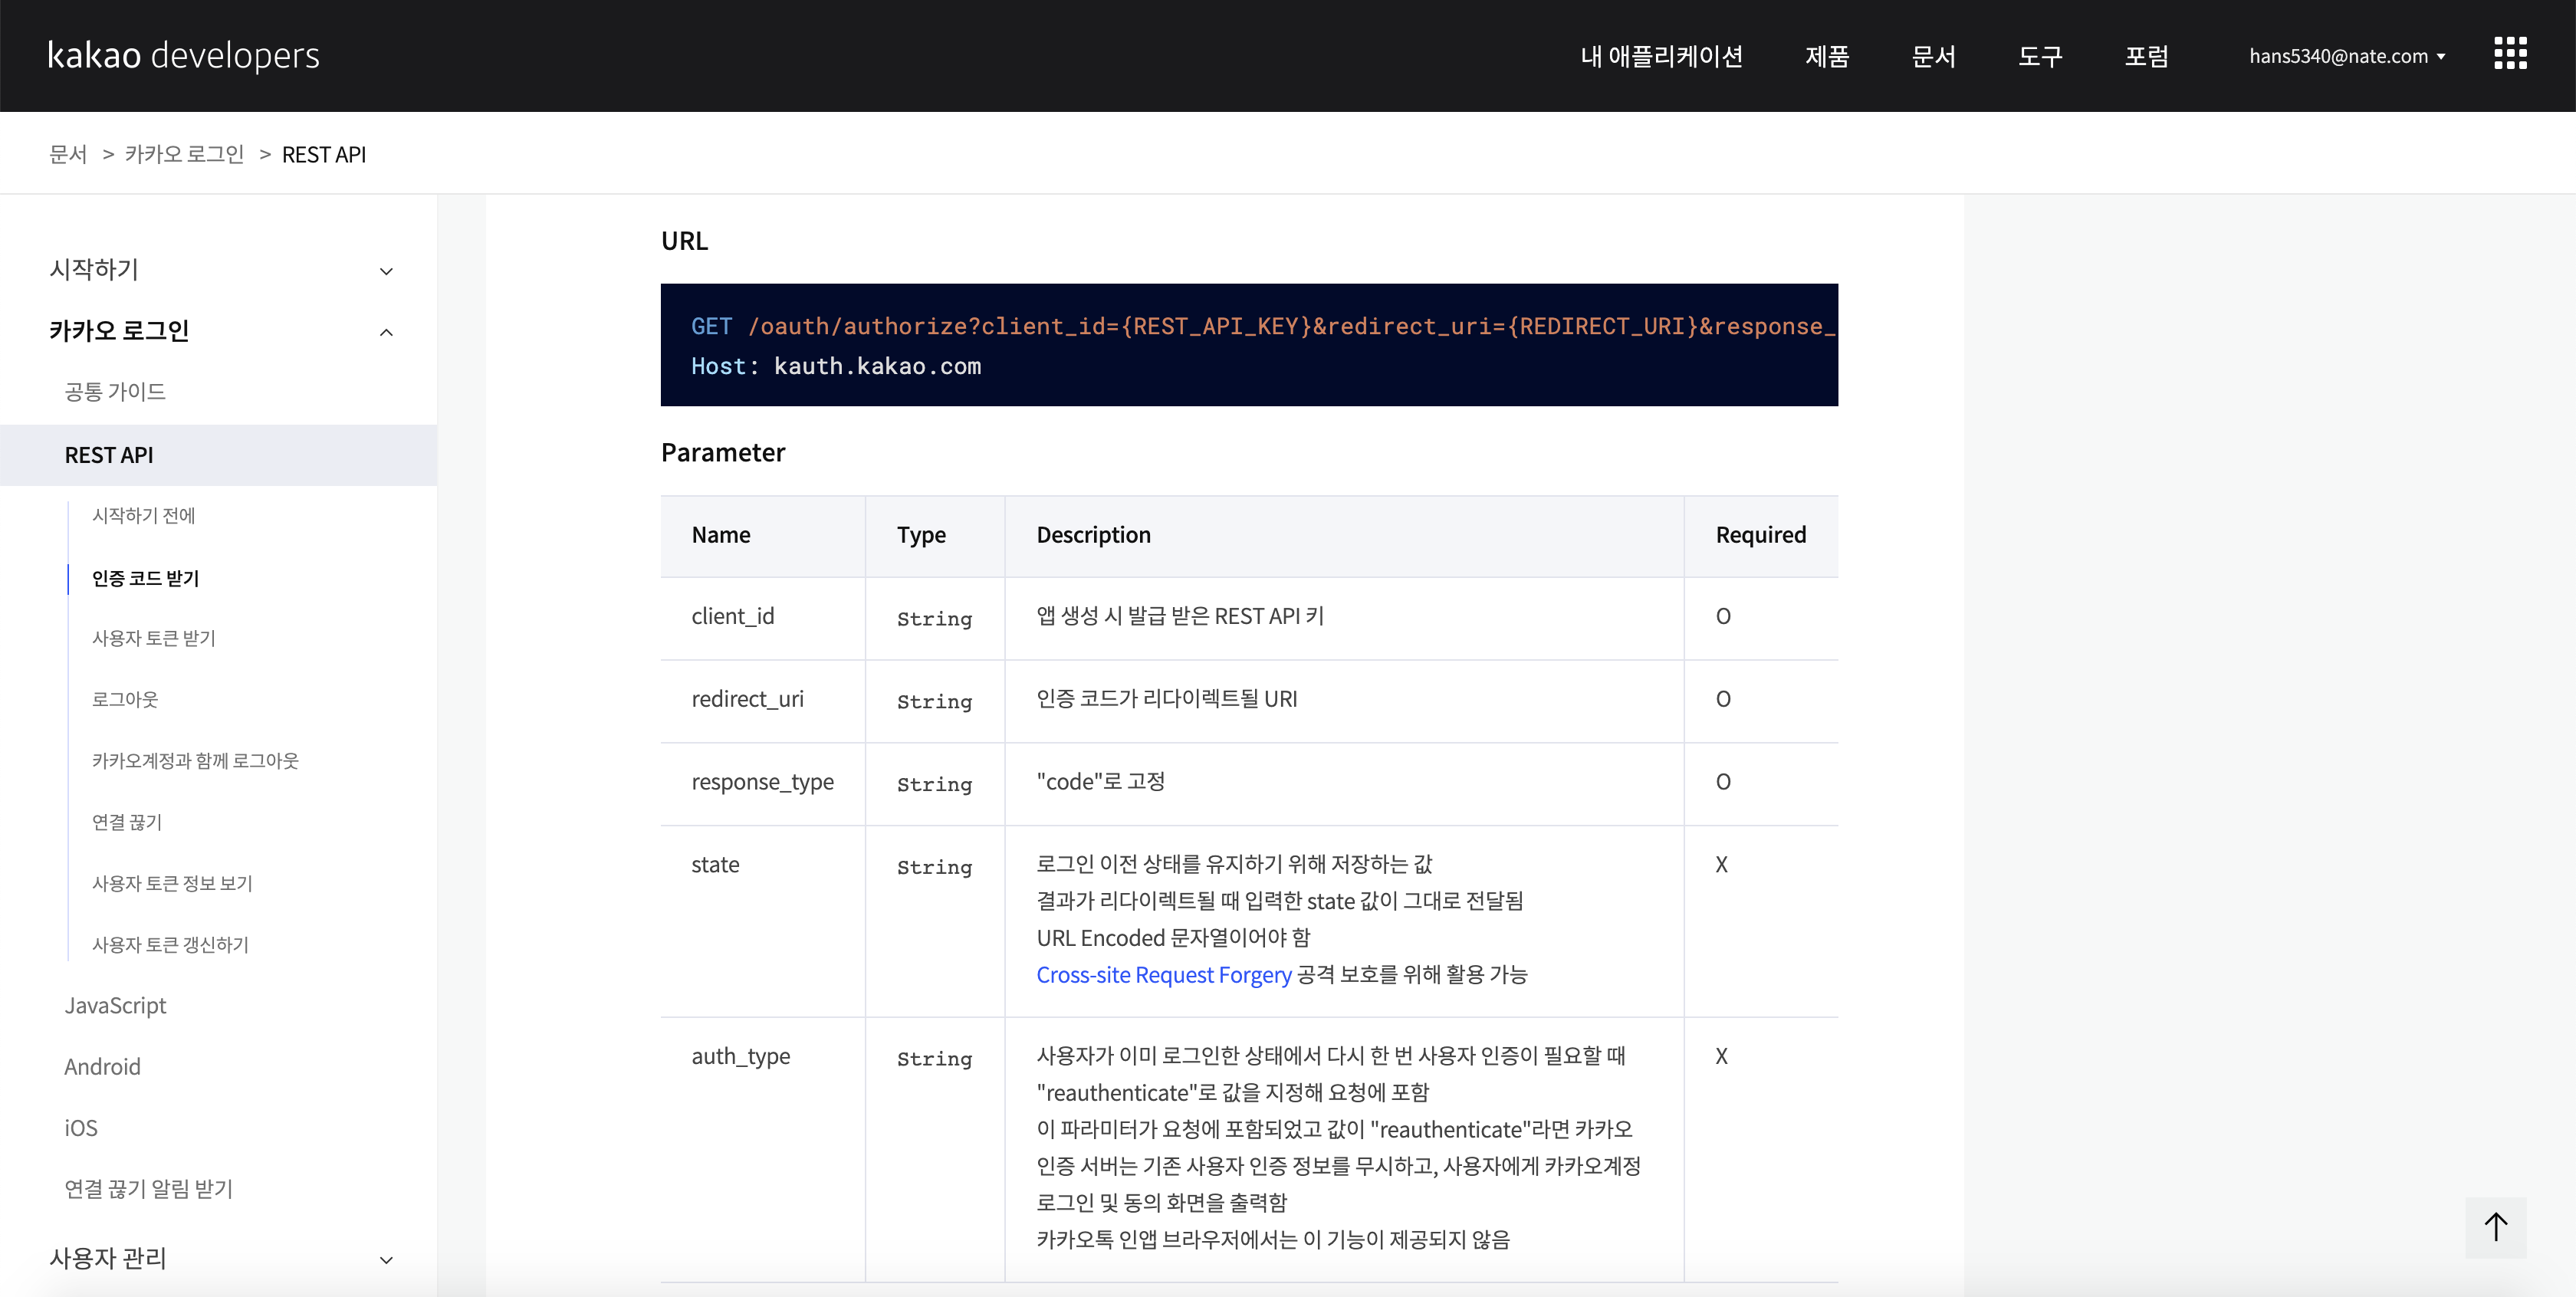 kakao developers
내 애플리케이션 제품 문서 도구 포럼 hans5340@nate.com
문서 > 카카오 로그인 > REST API
시작하기
카카오 로그인
공통 가이드
REST API
시작하기 전에
인증 코드 받기
사용자 토큰 받기
로그아웃
카카오계정과 함께 로그아웃
연결 끊기
사용자 토큰 정보 보기
사용자 토큰 갱신하기
JavaScript
Android
iOS
연결 끊기 알림 받기
사용자 관리
URL
GET /oauth/authorize?client_id={REST_API_KEY}&redirect_uri={REDIRECT_URI}&response_
Host: kauth.kakao.com
Parameter
Name Type Description Required
client_id String 앱 생성 시 발급 받은 REST API 키 O
redirect_uri String 인증 코드가 리다이렉트될 URI O
response_type String "code"로 고정 O
state String 로그인 이전 상태를 유지하기 위해 저장하는 값 X
결과가 리다이렉트될 때 입력한 state 값이 그대로 전달됨
URL Encoded 문자열이어야 함
Cross-site Request Forgery 공격 보호를 위해 활용 가능
auth_type String 사용자가 이미 로그인한 상태에서 다시 한 번 사용자 인증이 필요할 때 X
"reauthenticate"로 값을 지정해 요청에 포함
이 파라미터가 요청에 포함되었고 값이 "reauthenticate"라면 카카오
인증 서버는 기존 사용자 인증 정보를 무시하고, 사용자에게 카카오계정
로그인 및 동의 화면을 출력함
카카오톡 인앱 브라우저에서는 이 기능이 제공되지 않음